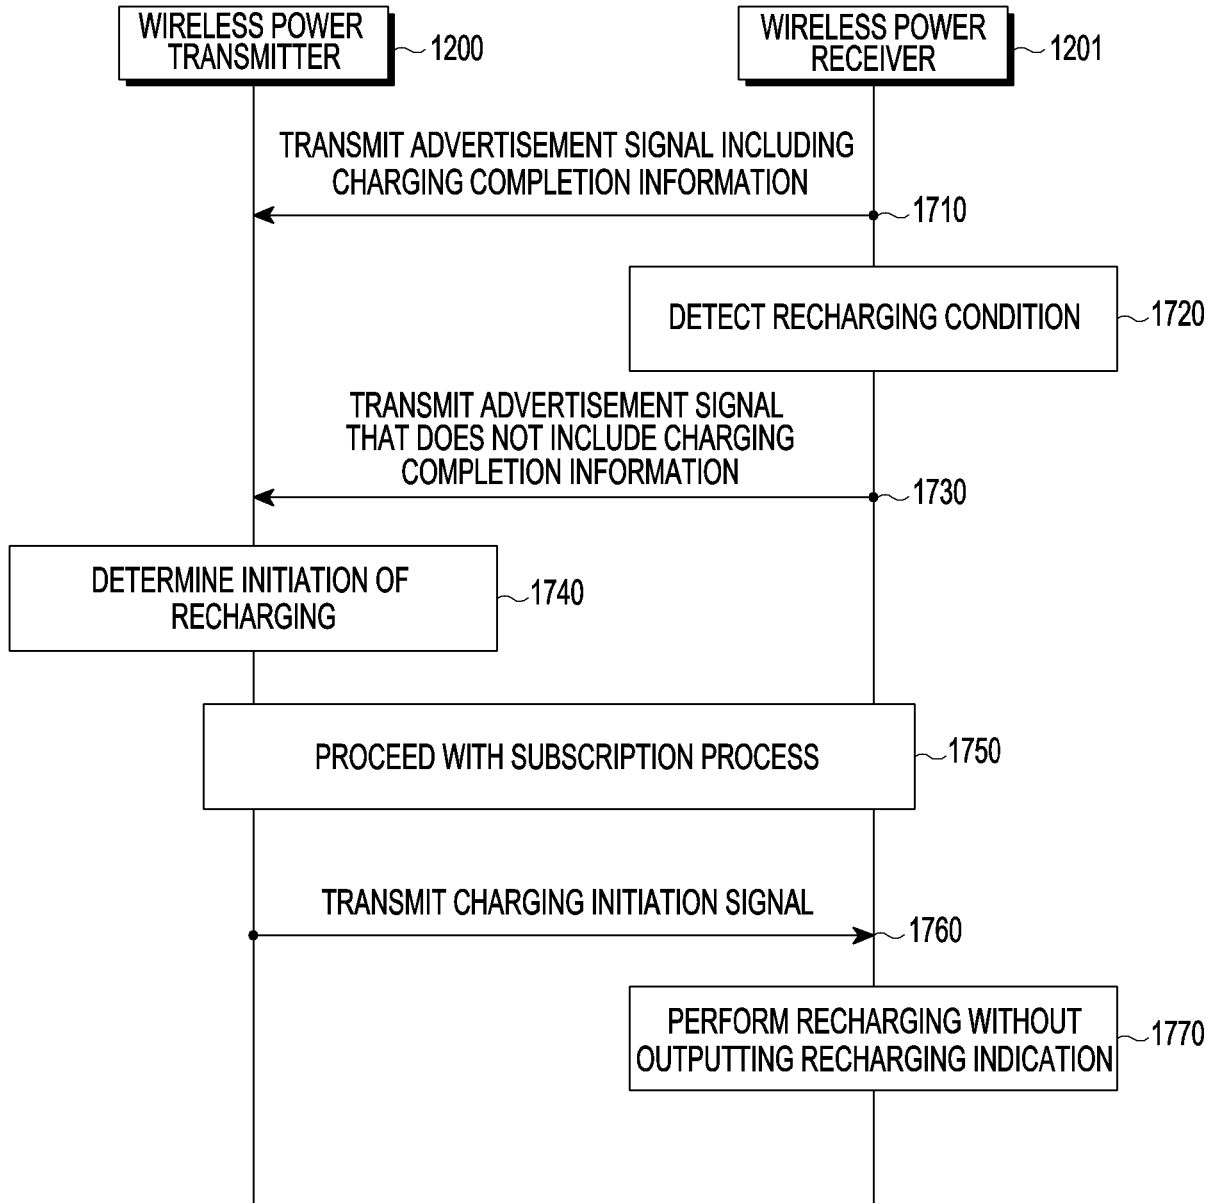 WIRELESS POWER
TRANSMITTER
1200
WIRELESS POWER
RECEIVER
1201
TRANSMIT ADVERTISEMENT SIGNAL INCLUDING
CHARGING COMPLETION INFORMATION
1710
DETECT RECHARGING CONDITION
1720
TRANSMIT ADVERTISEMENT SIGNAL
THAT DOES NOT INCLUDE CHARGING
COMPLETION INFORMATION
1730
DETERMINE INITIATION OF
RECHARGING
1740
PROCEED WITH SUBSCRIPTION PROCESS
1750
TRANSMIT CHARGING INITIATION SIGNAL
1760
PERFORM RECHARGING WITHOUT
OUTPUTTING RECHARGING INDICATION
1770